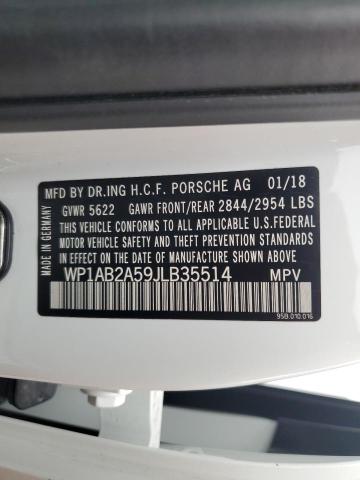 MFD BY DR.ING H.C.F. PORSCHE AG 01/18
MADE IN GERMANY
GVWR 5622 GAWR FRONT/REAR 2844/2954 LBS
THIS VEHICLE CONFORMS TO ALL APPLICABLE U.S.FEDERAL
MOTOR VEHICLE SAFETY, BUMPER, AND THEFT PREVENTION
STANDARDS IN EFFECT ON THE DATE OF MANUFACTURE SHOWN ABOVE.
WP1AB2A59JLB35514 MPV
95B.010.016